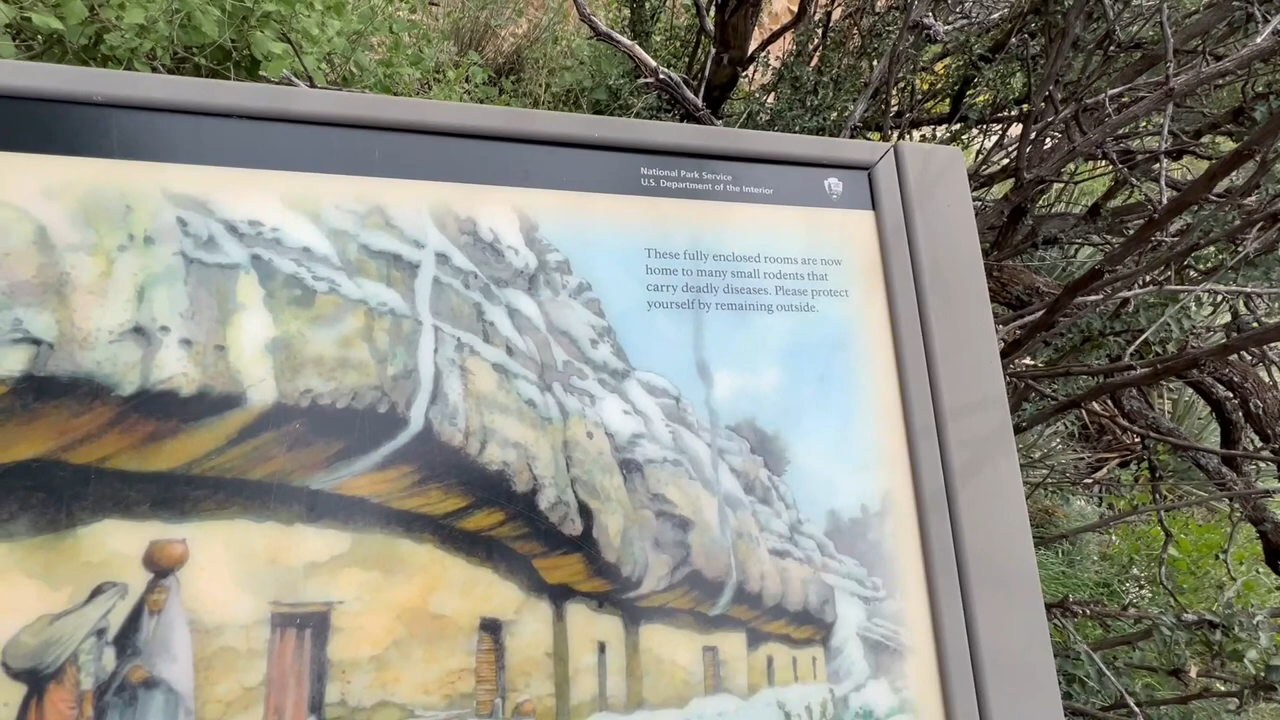 National Park Service
U.S. Department of the Interior
These fully enclosed rooms are now
home to many small rodents that
carry deadly diseases. Please protect
yourself by remaining outside.